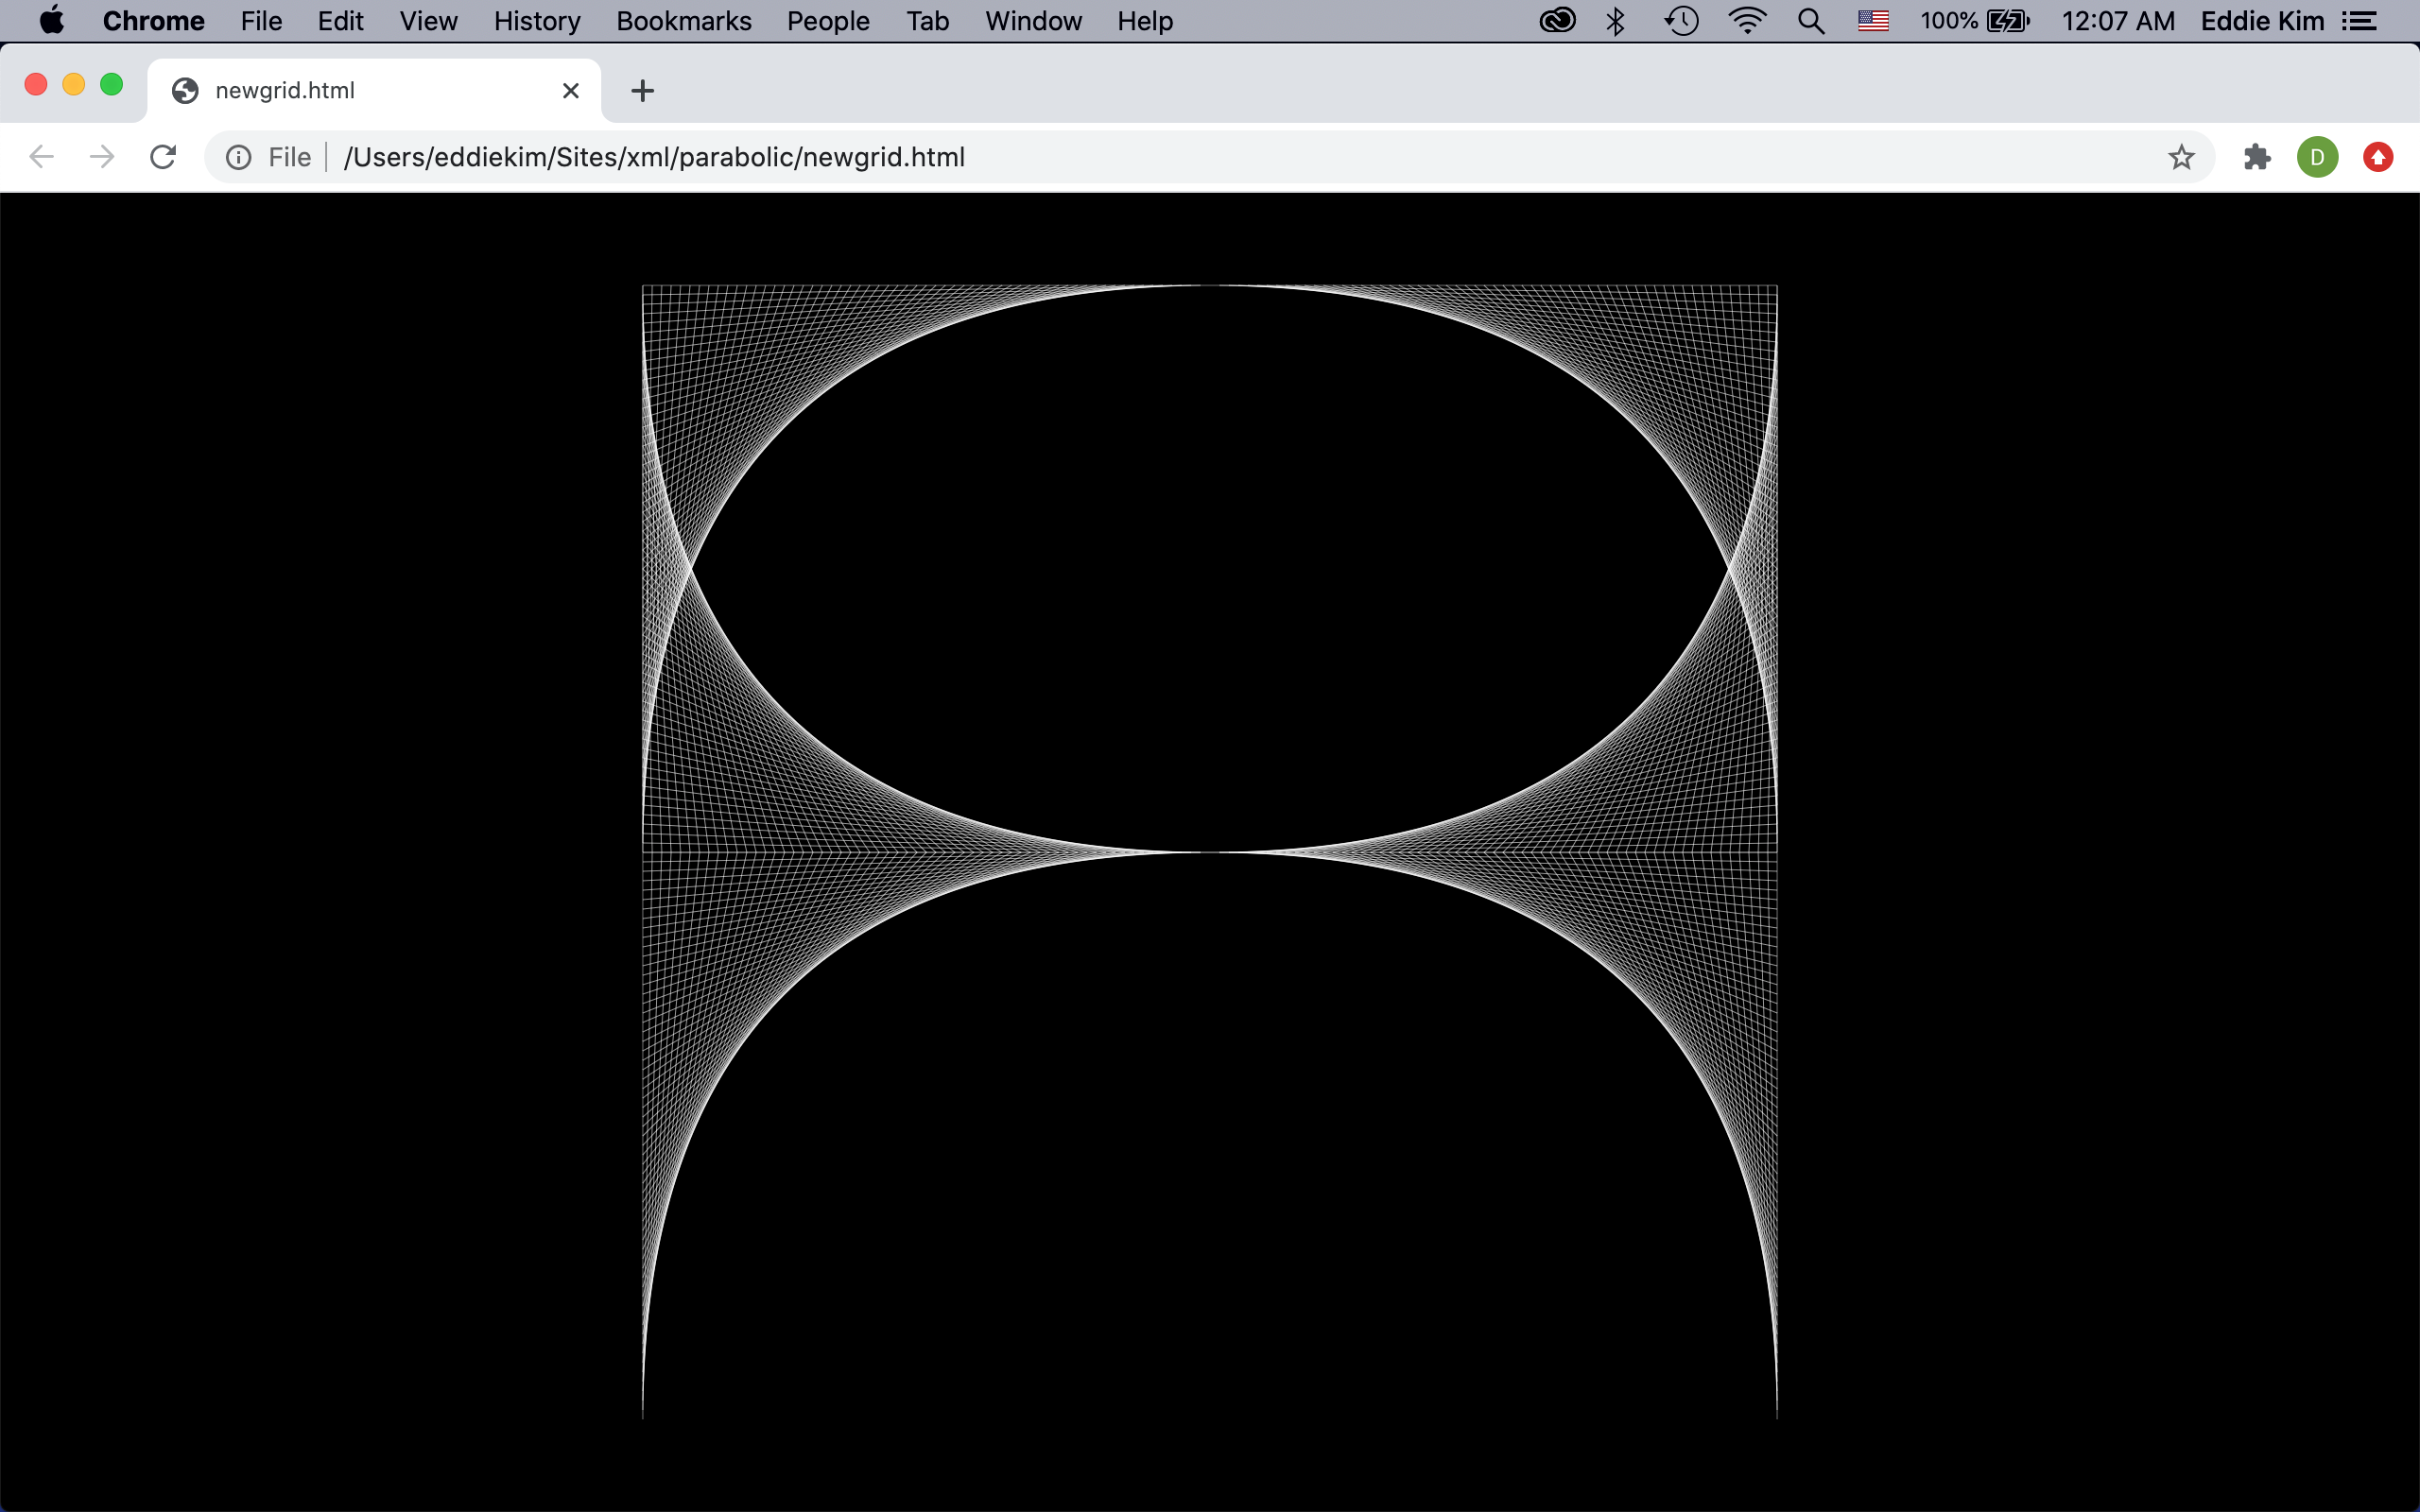 Chrome File Edit View History Bookmarks People Tab Window Help 100% 12:07 AM Eddie Kim
newgrid.html
File /Users/eddiekim/Sites/xml/parabolic/newgrid.html D